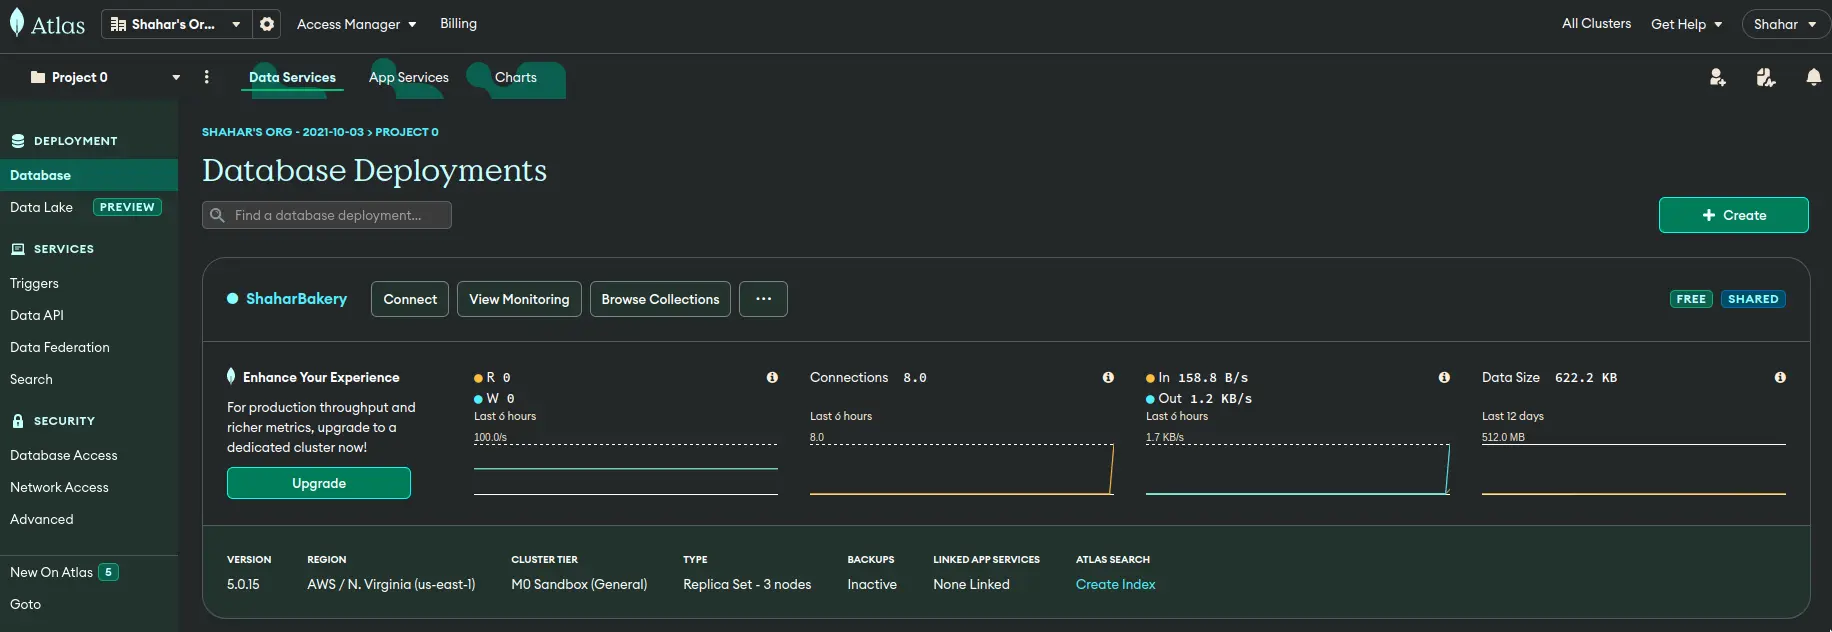 Atlas
Shahar's Or...
Access Manager
Billing
All Clusters
Get Help
Shahar
Project 0
Data Services
App Services
Charts
DEPLOYMENT
Database
Data Lake PREVIEW
SERVICES
Triggers
Data API
Data Federation
Search
SECURITY
Database Access
Network Access
Advanced
New On Atlas 5
Goto
SHAHAR'S ORG - 2021-10-03 > PROJECT 0
Database Deployments
Find a database deployment...
+ Create
ShaharBakery
Connect
View Monitoring
Browse Collections
...
FREE
SHARED
Enhance Your Experience
For production throughput and
richer metrics, upgrade to a
dedicated cluster now!
Upgrade
R 0
W 0
Last 6 hours
100.0/s
Connections 8.0
Last 6 hours
8.0
In 158.8 B/s
Out 1.2 KB/s
Last 6 hours
1.7 KB/s
Data Size 622.2 KB
Last 12 days
512.0 MB
VERSION
5.0.15
REGION
AWS / N. Virginia (us-east-1)
CLUSTER TIER
M0 Sandbox (General)
TYPE
Replica Set - 3 nodes
BACKUPS
Inactive
LINKED APP SERVICES
None Linked
ATLAS SEARCH
Create Index